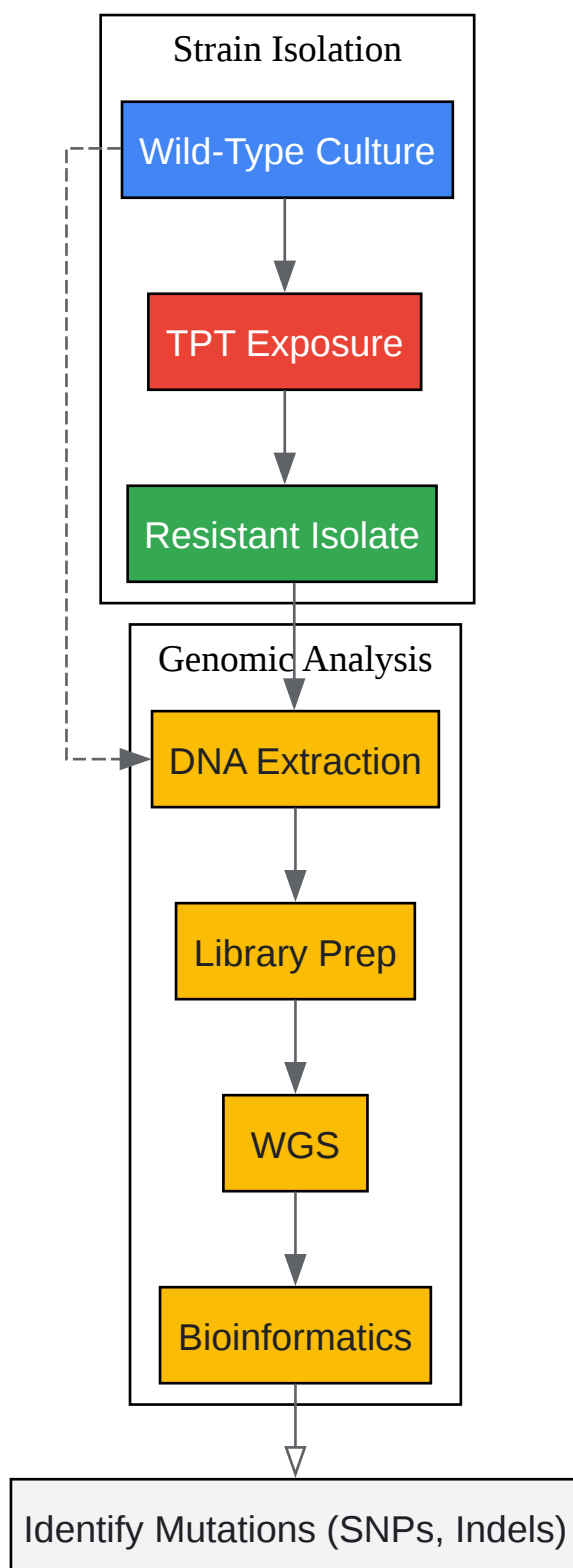 Strain Isolation
Wild-Type Culture
TPT Exposure
Resistant Isolate
Genomic Analysis
DNA Extraction
Library Prep
WGS
Bioinformatics
Identify Mutations (SNPs, Indels)